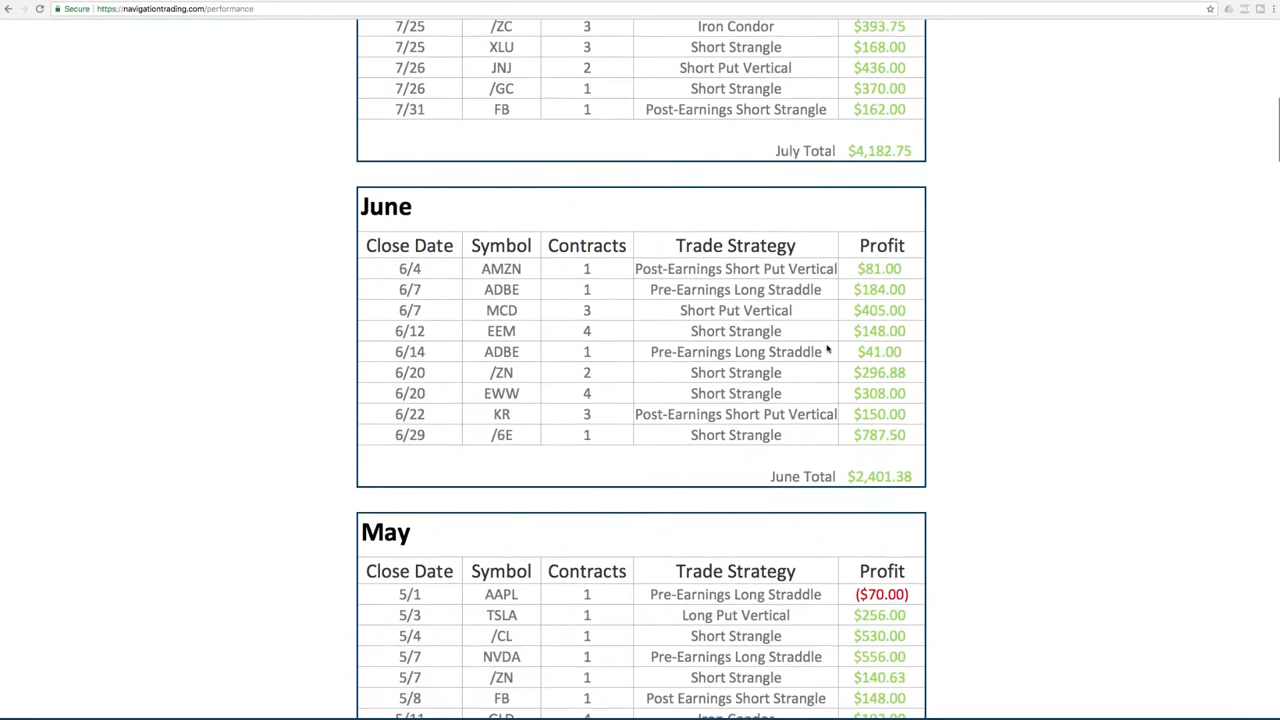 Secure https://www.navigationtrading.com/performance
7/25 /ZC 3 Iron Condor $393.75
7/25 XLU 3 Short Strangle $168.00
7/26 JNJ 2 Short Put Vertical $436.00
7/26 /GC 1 Short Strangle $370.00
7/31 FB 1 Post-Earnings Short Strangle $162.00
July Total $4,182.75
June
Close Date Symbol Contracts Trade Strategy Profit
6/4 AMZN 1 Post-Earnings Short Put Vertical $81.00
6/7 ADBE 1 Pre-Earnings Long Straddle $184.00
6/7 MCD 3 Short Put Vertical $405.00
6/12 EEM 4 Short Strangle $148.00
6/14 ADBE 1 Pre-Earnings Long Straddle $41.00
6/20 /ZN 2 Short Strangle $296.88
6/20 EWW 4 Short Strangle $308.00
6/22 KR 3 Post-Earnings Short Put Vertical $150.00
6/29 /6E 1 Short Strangle $787.50
June Total $2,401.38
May
Close Date Symbol Contracts Trade Strategy Profit
5/1 AAPL 1 Pre-Earnings Long Straddle ($70.00)
5/3 TSLA 1 Long Put Vertical $256.00
5/4 /CL 1 Short Strangle $530.00
5/7 NVDA 1 Pre-Earnings Long Straddle $556.00
5/7 /ZN 1 Short Strangle $140.63
5/8 FB 1 Post Earnings Short Strangle $148.00